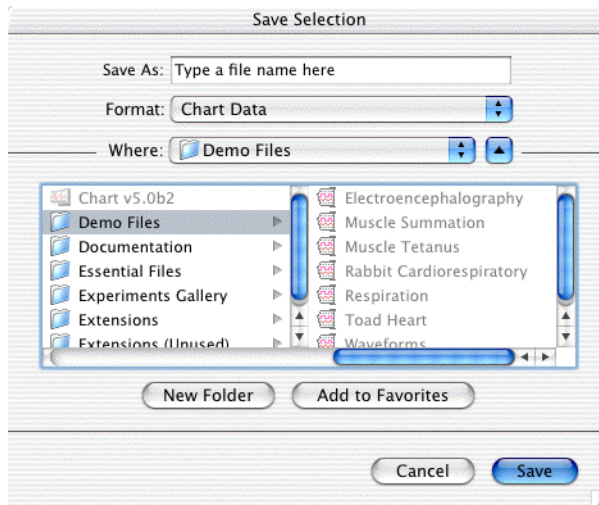 Save Selection
Save As: Type a file name here
Format: Chart Data
Where: Demo Files
Chart v5.0b2
Demo Files
Documentation
Essential Files
Experiments Gallery
Extensions
Extensions (Unused)
Electroencephalography
Muscle Summation
Muscle Tetanus
Rabbit Cardiorespiratory
Respiration
Toad Heart
Waveforms
New Folder Add to Favorites
Cancel Save